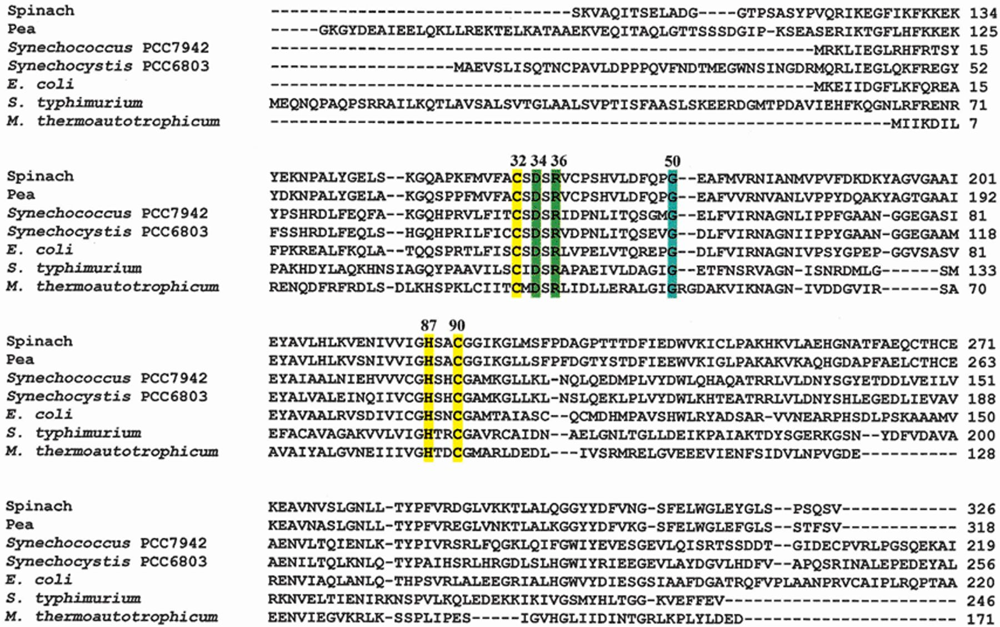 Spinach -------------------------------SKVAQITSELADG----GTPSASYPVQRIKEGFIKFKKEK 134
Pea -----GKGYDEAIEELQKLLREKTELKATAAEKVEQITAQLGTTSSSDGIP-KSEASERIKTGFLHFKKEK 125
Synechococcus PCC7942 --------------------------------------------------------MRKLIEGLRHFRTSY 15
Synechocystis PCC6803 -------------------MAEVSLISQTNCPAVLDPPPQVFNDTMEGWNSINGDRMQRLIEGLQKFREGY 52
E. coli --------------------------------------------------------MKEIIDGFLKFQREA 15
S. typhimurium MEQNQPAQPSRRAILKQTLAVSALSVTGLAALSVPTISFAASLSKEERDGMTPDAVIEHFKQGNLRFRENR 71
M. thermoautotrophicum ----------------------------------------------------------------MIIKDIL 7
32 34 36 50
Spinach YEKNPALYGELS--KGQAPKFMVFACSDSRVCPSHVLDFQPG--EAFMVRNIANMVPVFDKDKYAGVGAAI 201
Pea YDKNPALYGELA--KGQSPPFMVFACSDSRVCPSHVLDFQPG--EAFVVRNVANLVPPYDQAKYAGTGAAI 192
Synechococcus PCC7942 YPSHRDLFEQFA--KGQHPRVLFITCSDSRIDPNLITQSGMG--ELFVIRNAGNLIPPFGAAN-GGEGASI 81
Synechocystis PCC6803 FSSHRDLFEQLS--HGQHPRILFICCSDSRVDPNLITQSEVG--DLFVIRNAGNIIPPYGAAN-GGEGAAM 118
E. coli FPKREALFKQLA--TQQSPRTLFISCSDSRLVPELVTQREPG--DLFVIRNAGNIVPSYGPEP-GGVSASV 81
S. typhimurium PAKHDYLAQKHNSIAGQYPAAVILSCIDSRAPAEIVLDAGIG--ETFNSRVAGN-ISNRDMLG------SM 133
M. thermoautotrophicum RENQDFRFRDLS-DLKHSPKLCIITCMDSRLIDLLERALGIGRGDAKVIKNAGN-IVDDGVIR------SA 70
87 90
Spinach EYAVLHLKVENIVVIGHSACGGIKGLMSFPDAGPTTTDFIEDWVKICLPAKHKVLAEHGNATFAEQCTHCE 271
Pea EYAVLHLKVSNIVVIGHSACGGIKGLLSFPFDGTYSTDFIEEWVKIGLPAKAKVKAQHGDAPFAELCTHCE 263
Synechococcus PCC7942 EYAIAALNIEHVVVCGHSHCGAMKGLLKL-NQLQEDMPLVYDWLQHAQATRRLVLDNYSGYETDDLVEILV 151
Synechocystis PCC6803 EYALVALEINQIIVCGHSHCGAMKGLLKL-NSLQEKLPLVYDWLKHTEATRRLVLDNYSHLEGEDLIEVAV 188
E. coli EYAVAALRVSDIVICGHSNCGAMTAIASC--QCMDHMPAVSHWLRYADSAR-VVNEARPHSDLPSKAAAMV 150
S. typhimurium EFACAVAGAKVVLVIGHTRCGAVRCAIDN--AELGNLTGLLDEIKPAIAKTDYSGERKGSN--YDFVDAVA 200
M. thermoautotrophicum AVAIYALGVNEIIIVGHTDCGMARLDEDL---IVSRMRELGVEEEVIENFSIDVLNPVGDE---------- 128
Spinach KEAVNVSLGNLL-TYPFVRDGLVKKTLALQGGYYDFVNG-SFELWGLEYGLS--PSQSV------------ 326
Pea KEAVNASLGNLL-TYPFVREGLVNKTLALKGGYYDFVKG-SFELWGLEFGLS--STFSV------------ 318
Synechococcus PCC7942 AENVLTQIENLK-TYPIVRSRLFQGKLQIFGWIYEVESGEVLQISRTSSDDT--GIDECPVRLPGSQEKAI 219
Synechocystis PCC6803 AENILTQLKNLQ-TYPAIHSRLHRGDLSLHGWIYRIEEGEVLAYDGVLHDFV--APQSRINALEPEDEYAL 256
E. coli RENVIAQLANLQ-THPSVRLALEEGRIALHGWVYDIESGSIAAFDGATRQFVPLAANPRVCAIPLRQPTAA 220
S. typhimurium RKNVELTIENIRKNSPVLKQLEDEKKIKIVGSMYHLTGG-KVEFFEV------------------------ 246
M. thermoautotrophicum EENVIEGVKRLK-SSPLIPES-----IGVHGLIIDINTGRLKPLYLDED---------------------- 171